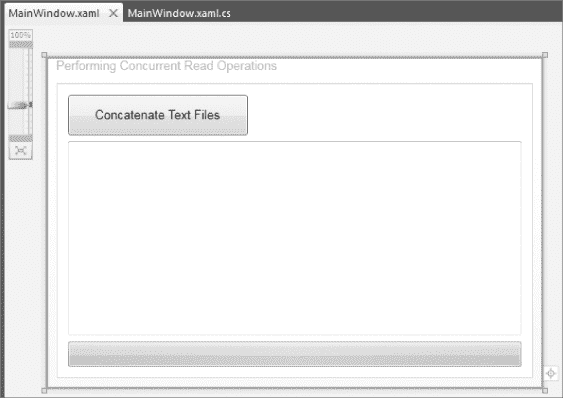 MainWindow.xaml MainWindow.xaml.cs
100%
Performing Concurrent Read Operations
Concatenate Text Files